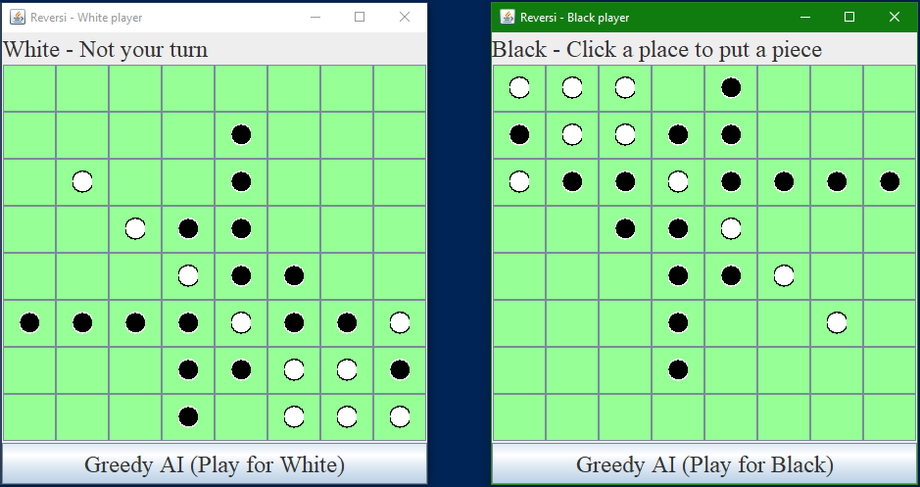 Reversi - White player
White - Not your turn
Greedy AI (Play for White)
Reversi - Black player
Black - Click a place to put a piece
Greedy AI (Play for Black)